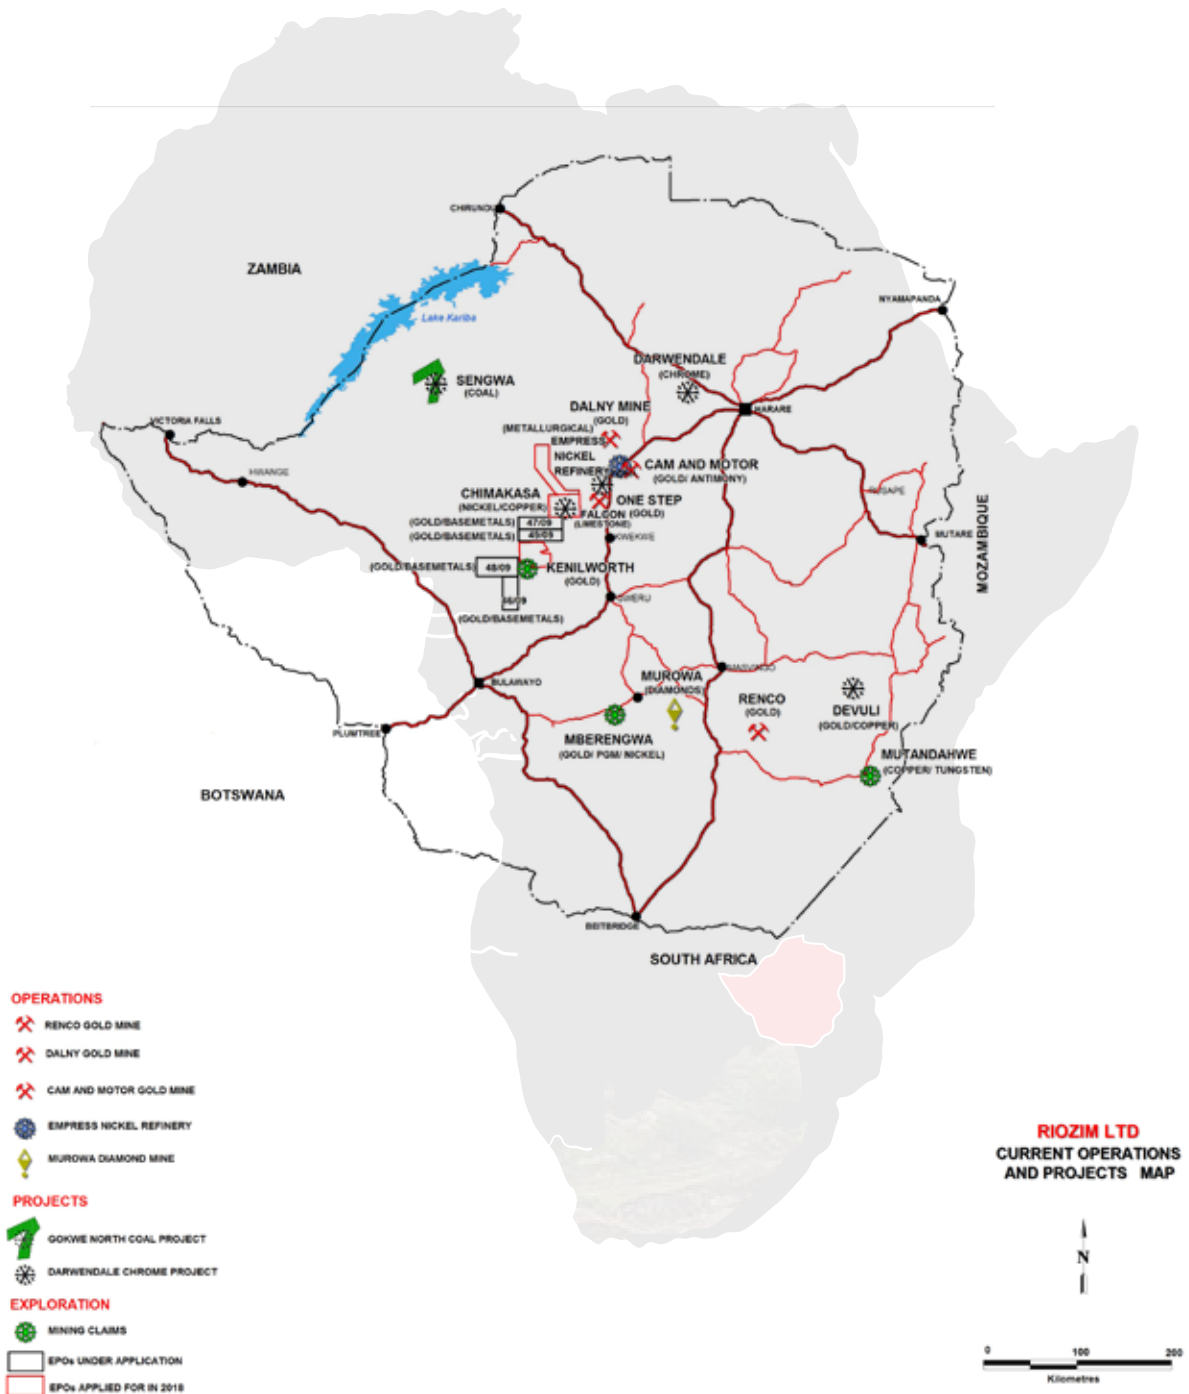 CHIRUNDU
ZAMBIA
NYAMAPANDA
Lake Kariba
DARWENDALE
(CHROME)
SENGWA
(COAL)
HARARE
DALNY MINE
(GOLD)
(METALLURGICAL)
EMPRESS
NICKEL
REFINERY
VICTORIA FALLS
HWANGE
CAM AND MOTOR
(GOLD/ ANTIMONY)
CHIMAKASA
(NICKEL/COPPER)
ONE STEP
(GOLD)
FALCON
(LIMESTONE)
RUSAPE
MOZAMBIQUE
(GOLD/BASEMETALS) 47/09
(GOLD/BASEMETALS) 49/09
KWEKWE
MUTARE
(GOLD/BASEMETALS) 48/09
KENILWORTH
(GOLD)
46/09
(GOLD/BASEMETALS)
GWERU
MASVINGO
BULAWAYO
MUROWA
(DIAMONDS)
RENCO
(GOLD)
DEVULI
(GOLD/COPPER)
PLUMTREE
MBERENGWA
(GOLD/ PGM/ NICKEL)
MUTANDAHWE
(COPPER/ TUNGSTEN)
BOTSWANA
BEITBRIDGE
SOUTH AFRICA
OPERATIONS
RENCO GOLD MINE
DALNY GOLD MINE
CAM AND MOTOR GOLD MINE
EMPRESS NICKEL REFINERY
MUROWA DIAMOND MINE
PROJECTS
GOKWE NORTH COAL PROJECT
DARWENDALE CHROME PROJECT
EXPLORATION
MINING CLAIMS
EPOs UNDER APPLICATION
EPOs APPLIED FOR IN 2018
RIOZIM LTD
CURRENT OPERATIONS
AND PROJECTS MAP
N
0 100 200
Kilometres